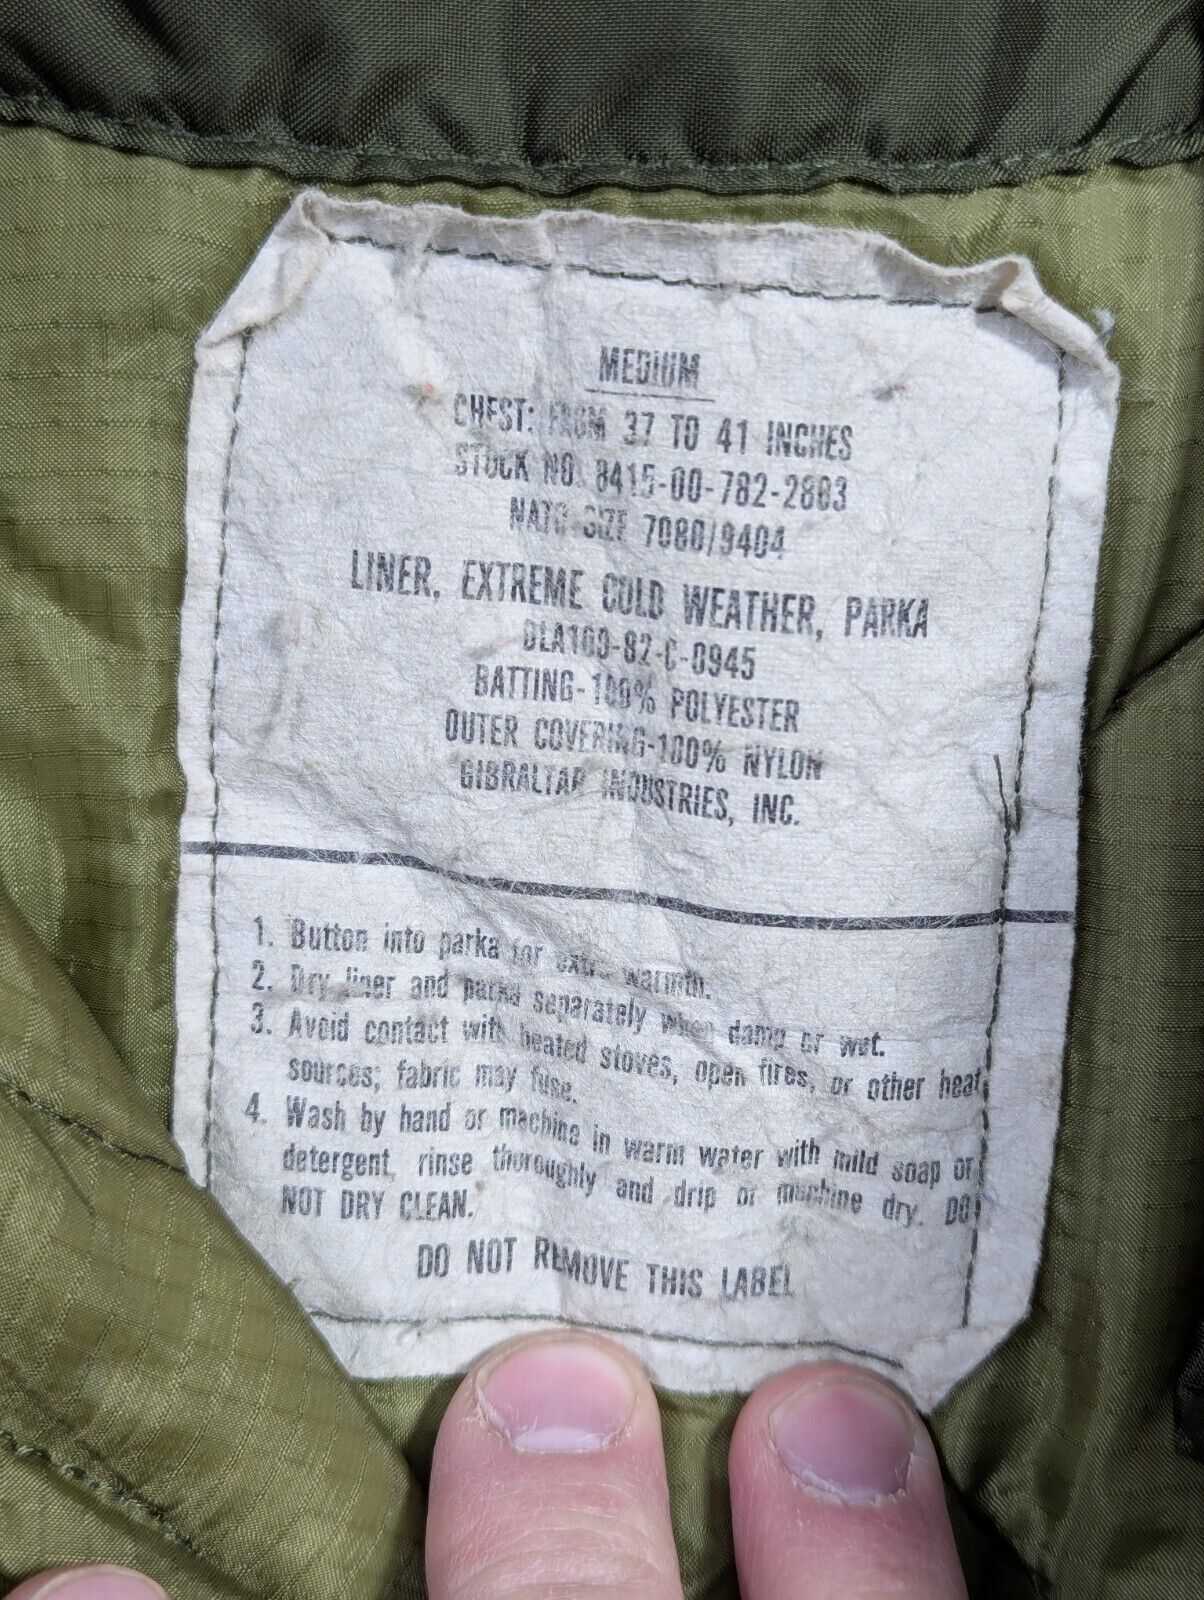 MEDIUM
CHEST: FROM 37 TO 41 INCHES
STOCK NO. 8415-00-782-2883
NATO SIZE 7080/9404
LINER, EXTREME COLD WEATHER, PARKA
DLA100-82-C-0945
BATTING-100% POLYESTER
OUTER COVERING-100% NYLON
GIBRALTAR INDUSTRIES, INC.
1. Button into parka for extra warmth.
2. Dry liner and parka separately when damp or wet.
3. Avoid contact with heated stoves, open fires, or other heat
sources; fabric may fuse.
4. Wash by hand or machine in warm water with mild soap or
detergent, rinse thoroughly and drip or machine dry. DO
NOT DRY CLEAN.
DO NOT REMOVE THIS LABEL